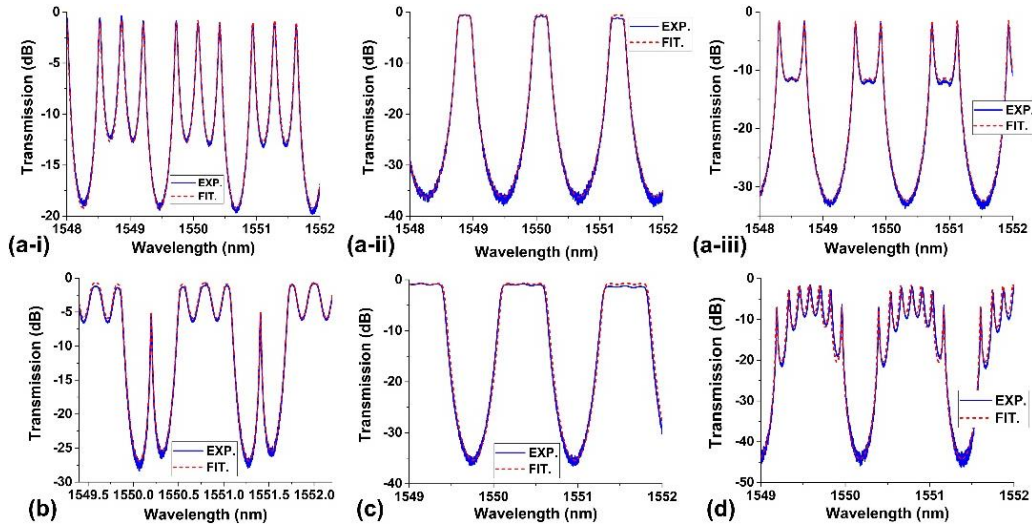 0
-5
-10
-15
-20
Transmission (dB)
EXP.
FIT.
1548 1549 1550 1551 1552
Wavelength (nm)
(a-i)
0
-10
-20
-30
-40
Transmission (dB)
EXP.
FIT.
1548 1549 1550 1551 1552
Wavelength (nm)
(a-ii)
0
-10
-20
-30
Transmission (dB)
EXP.
FIT.
1548 1549 1550 1551 1552
Wavelength (nm)
(a-iii)
0
-5
-10
-15
-20
-25
-30
Transmission (dB)
EXP.
FIT.
1549.5 1550.0 1550.5 1551.0 1551.5 1552.0
Wavelength (nm)
(b)
0
-10
-20
-30
-40
Transmission (dB)
EXP.
FIT.
1549 1550 1551 1552
Wavelength (nm)
(c)
0
-10
-20
-30
-40
-50
Transmission (dB)
EXP.
FIT.
1549 1550 1551 1552
Wavelength (nm)
(d)